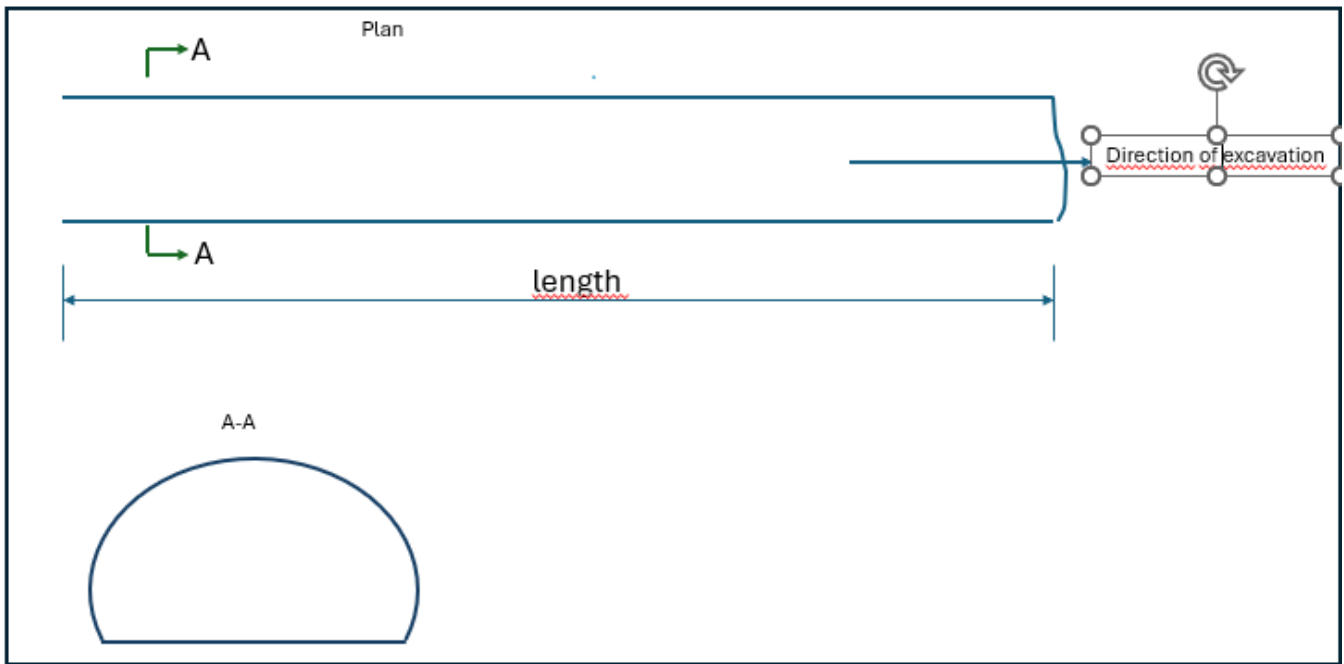 Plan
A
Direction of excavation
A
length
A-A